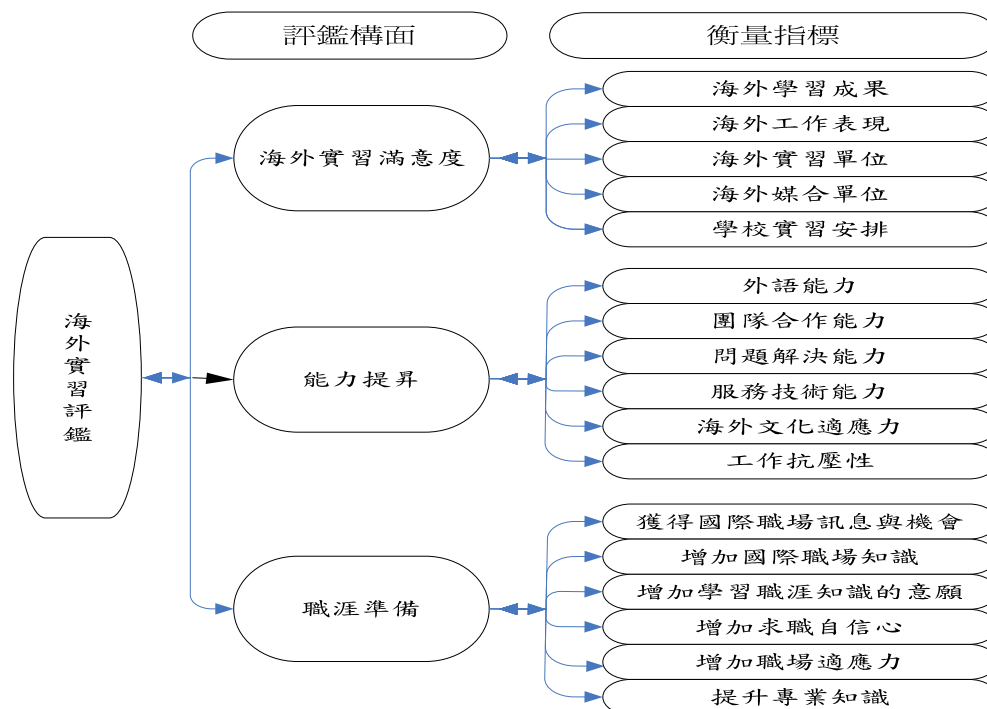 評鑑構面
衡量指標
海外實習評鑑
海外實習滿意度
海外學習成果
海外工作表現
海外實習單位
海外媒合單位
學校實習安排
能力提昇
外語能力
團隊合作能力
問題解決能力
服務技術能力
海外文化適應力
工作抗壓性
職涯準備
獲得國際職場訊息與機會
增加國際職場知識
增加學習職涯知識的意願
增加求職自信心
增加職場適應力
提升專業知識